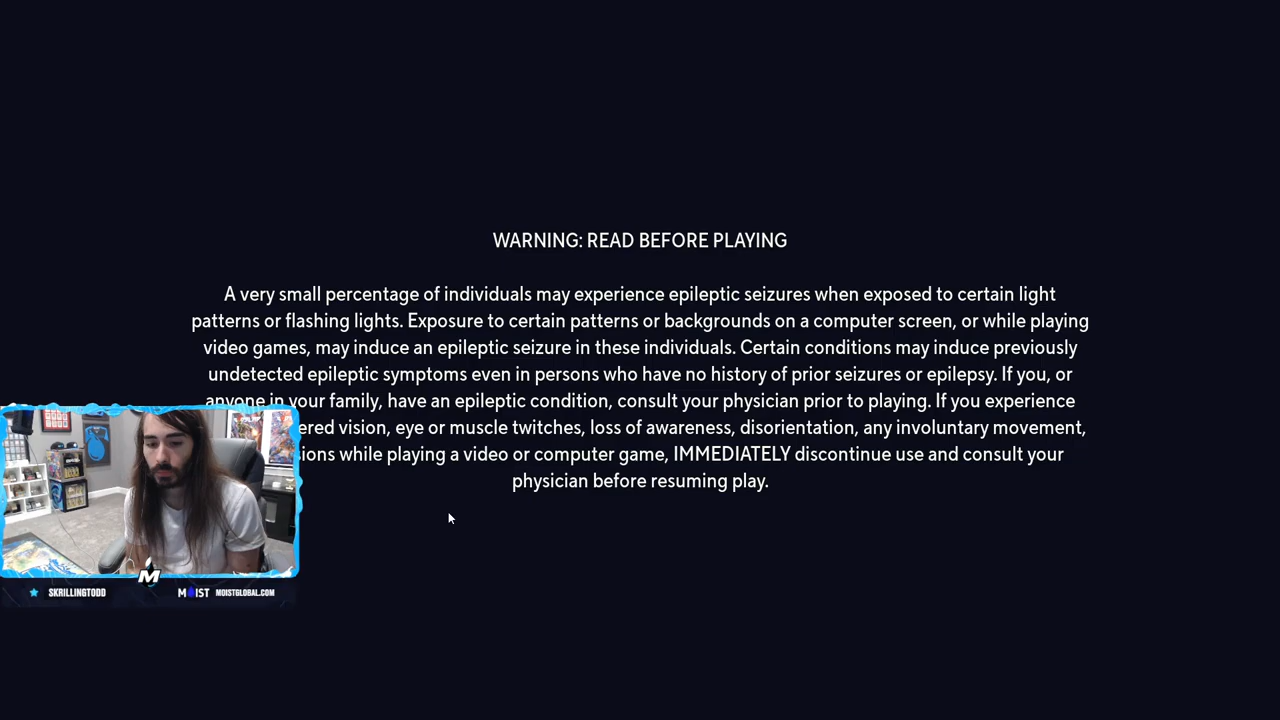 WARNING: READ BEFORE PLAYING
A very small percentage of individuals may experience epileptic seizures when exposed to certain light
patterns or flashing lights. Exposure to certain patterns or backgrounds on a computer screen, or while playing
video games, may induce an epileptic seizure in these individuals. Certain conditions may induce previously
undetected epileptic symptoms even in persons who have no history of prior seizures or epilepsy. If you, or
anyone in your family, have an epileptic condition, consult your physician prior to playing. If you experience
ered vision, eye or muscle twitches, loss of awareness, disorientation, any involuntary movement,
ions while playing a video or computer game, IMMEDIATELY discontinue use and consult your
physician before resuming play.
M
SKRILLINGTODD MOIST MOISTGLOBAL.COM